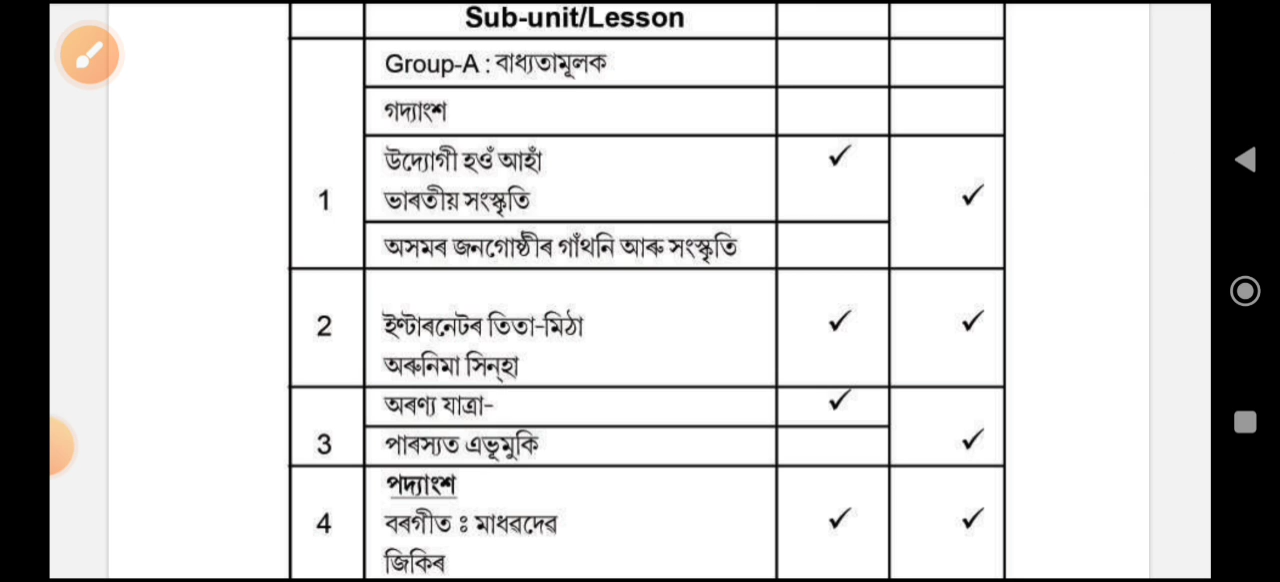 Sub-unit/Lesson
Group-A : বাধ্যতামূলক
গদ্যাংশ
উদ্যোগী হওঁ আহাঁ
1
ভাৰতীয় সংস্কৃতি
অসমৰ জনগোষ্ঠীৰ গাঁথনি আৰু সংস্কৃতি
2
ইণ্টাৰনেটৰ তিতা-মিঠা
অৰুনিমা সিন্‌হা
অৰণ্য যাত্ৰা-
3
পাৰস্যত এভূমুকি
পদ্যাংশ
4
বৰগীত ঃ মাধৱদেৱ
জিকিৰ